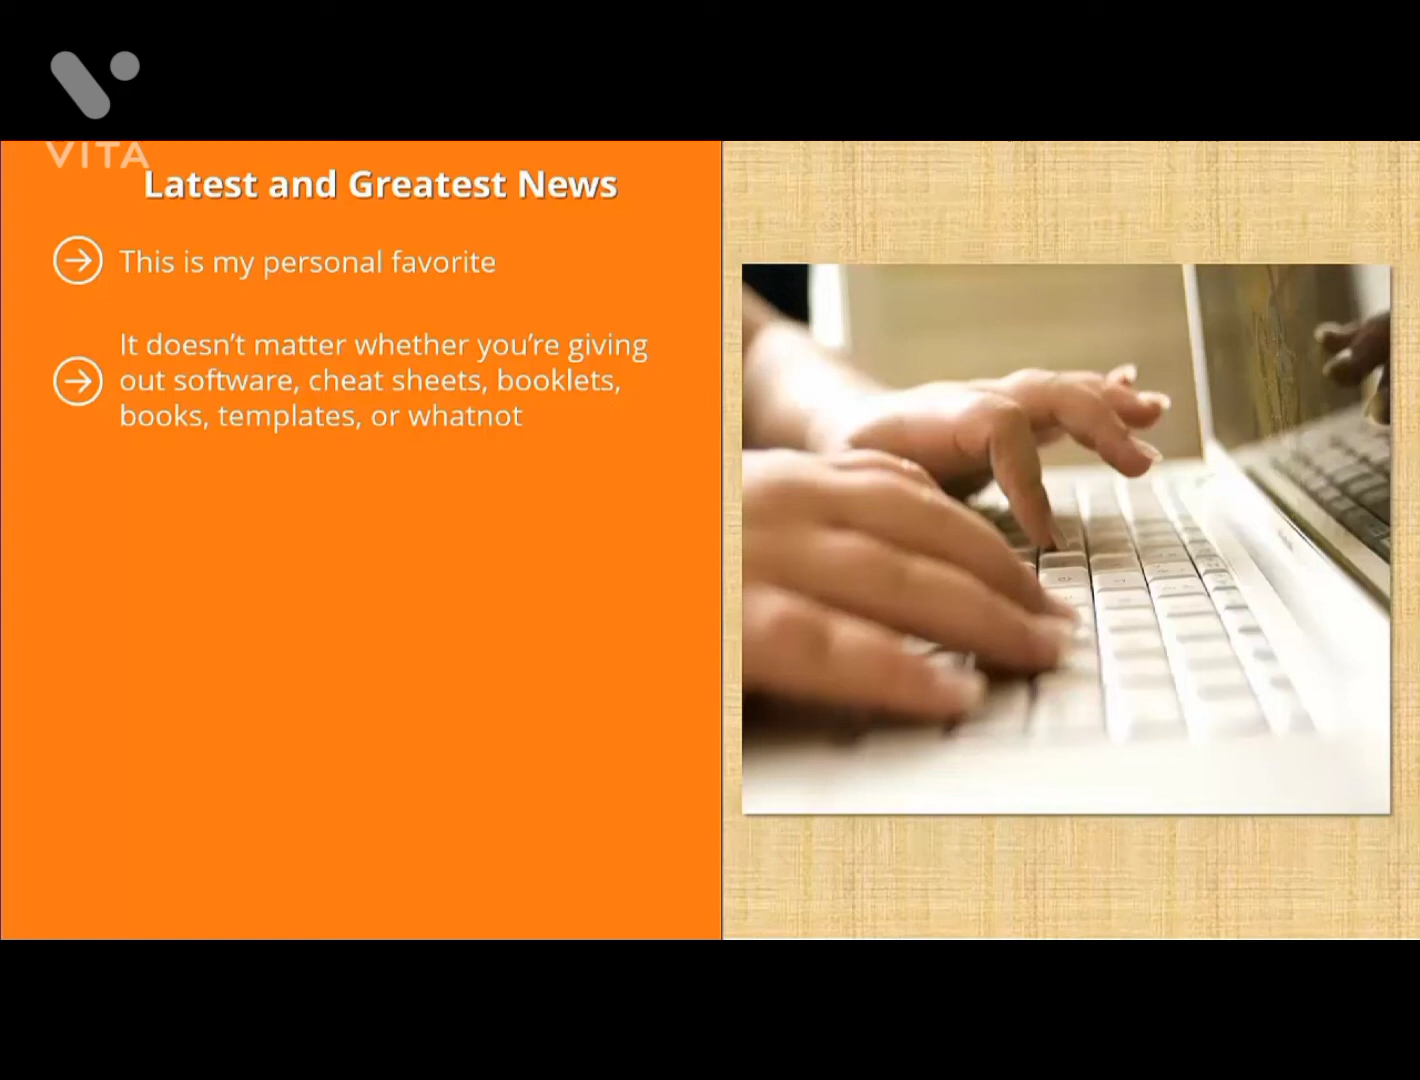 VITA
Latest and Greatest News
This is my personal favorite
It doesn’t matter whether you’re giving
out software, cheat sheets, booklets,
books, templates, or whatnot